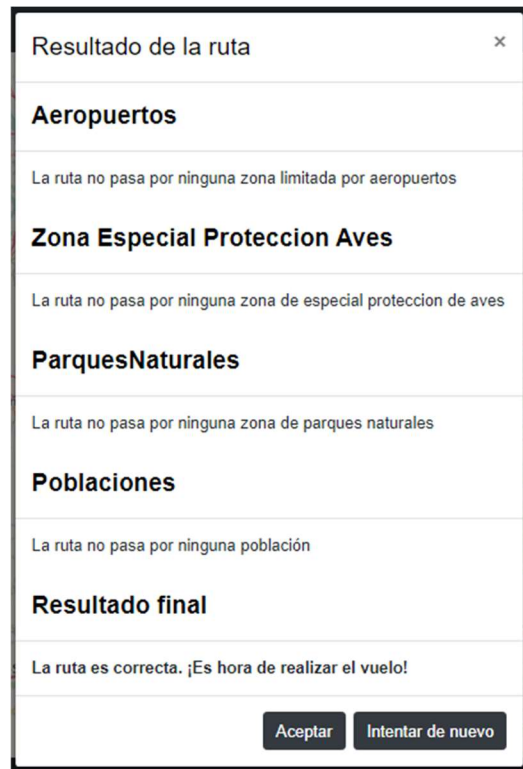 Resultado de la ruta
×
Aeropuertos
La ruta no pasa por ninguna zona limitada por aeropuertos
Zona Especial Proteccion Aves
La ruta no pasa por ninguna zona de especial proteccion de aves
ParquesNaturales
La ruta no pasa por ninguna zona de parques naturales
Poblaciones
La ruta no pasa por ninguna población
Resultado final
La ruta es correcta. ¡Es hora de realizar el vuelo!
Aceptar Intentar de nuevo